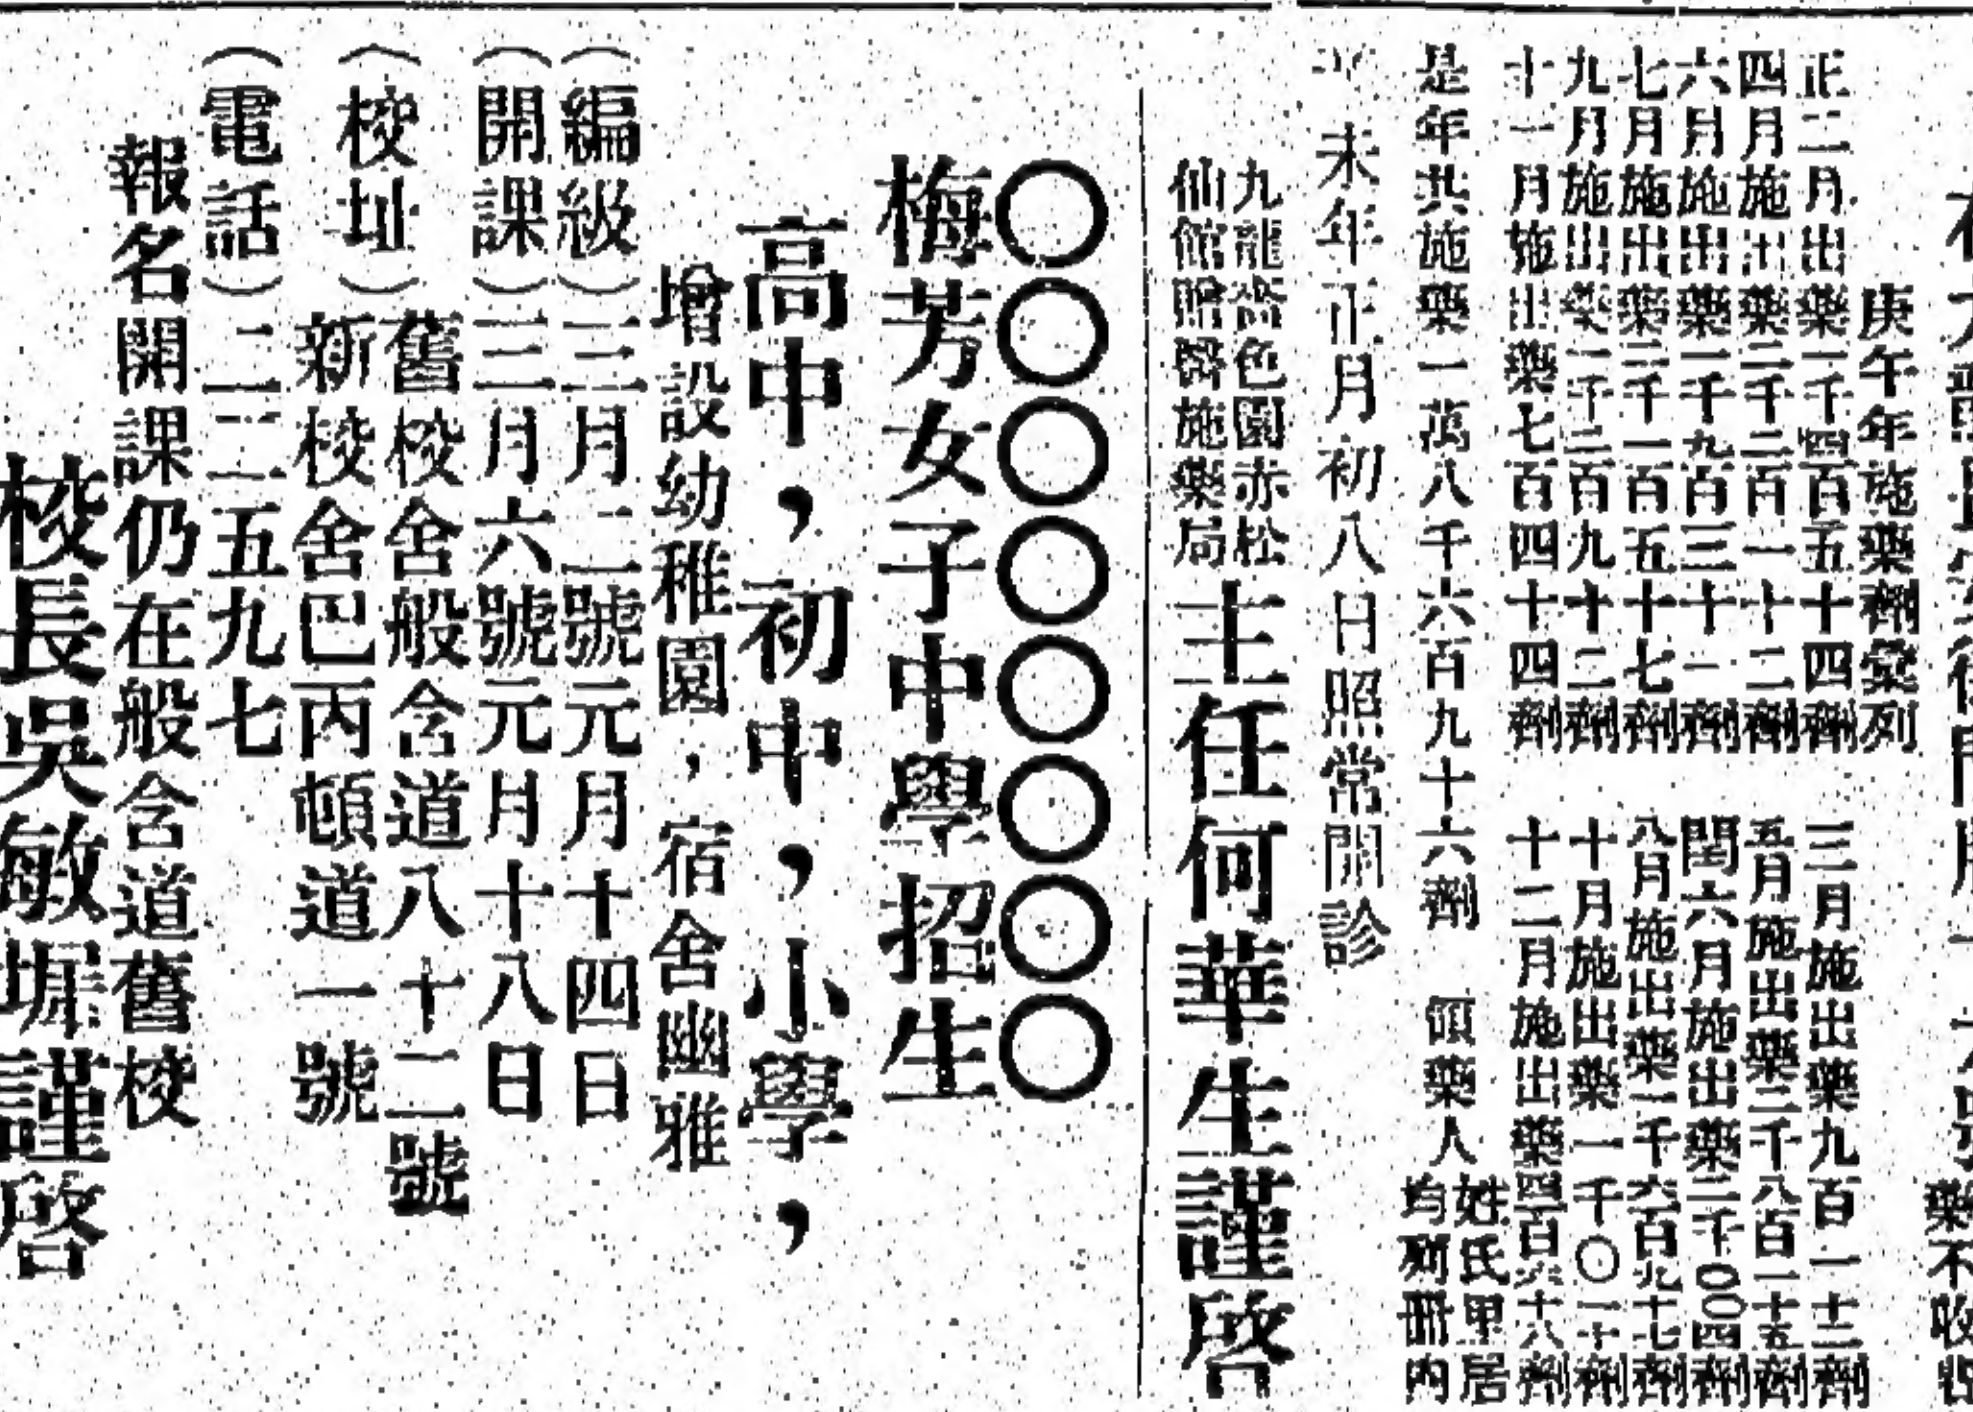 庚午年施藥劑彙列
正二月出藥一千四百五十四劑
三月施出藥九百一十二劑
四月施出藥二千二百一十二劑
五月施出藥二千八百一十五劑
六月施出藥一千九百三十一劑
閏六月施出藥二千〇〇四劑
七月施出藥三千一百五十七劑
八月施出藥一千六百九十七劑
九月施出藥二千二百九十二劑
十月施出藥一千〇一十劑
十一月施出藥七百四十四劑
十二月施出藥四百六十八劑
是年共施藥一萬八千六百九十六劑 領藥人姓氏里居均列冊內
未年正月初八日照常開診
九龍嗇色園赤松仙館贈醫施藥局主任何華生謹啓
〇〇〇〇〇〇〇〇
梅芳女子中學招生
高中，初中，小學，
增設幼稚園，宿舍幽雅
（編級）三月二號元月十四日
（開課）三月六號元月十八日
（校址）舊校舍般含道八十二號
新校舍巴丙頓道一號
（電話）二二五九七
報名開課仍在般含道舊校
校長吳敏墀謹啓